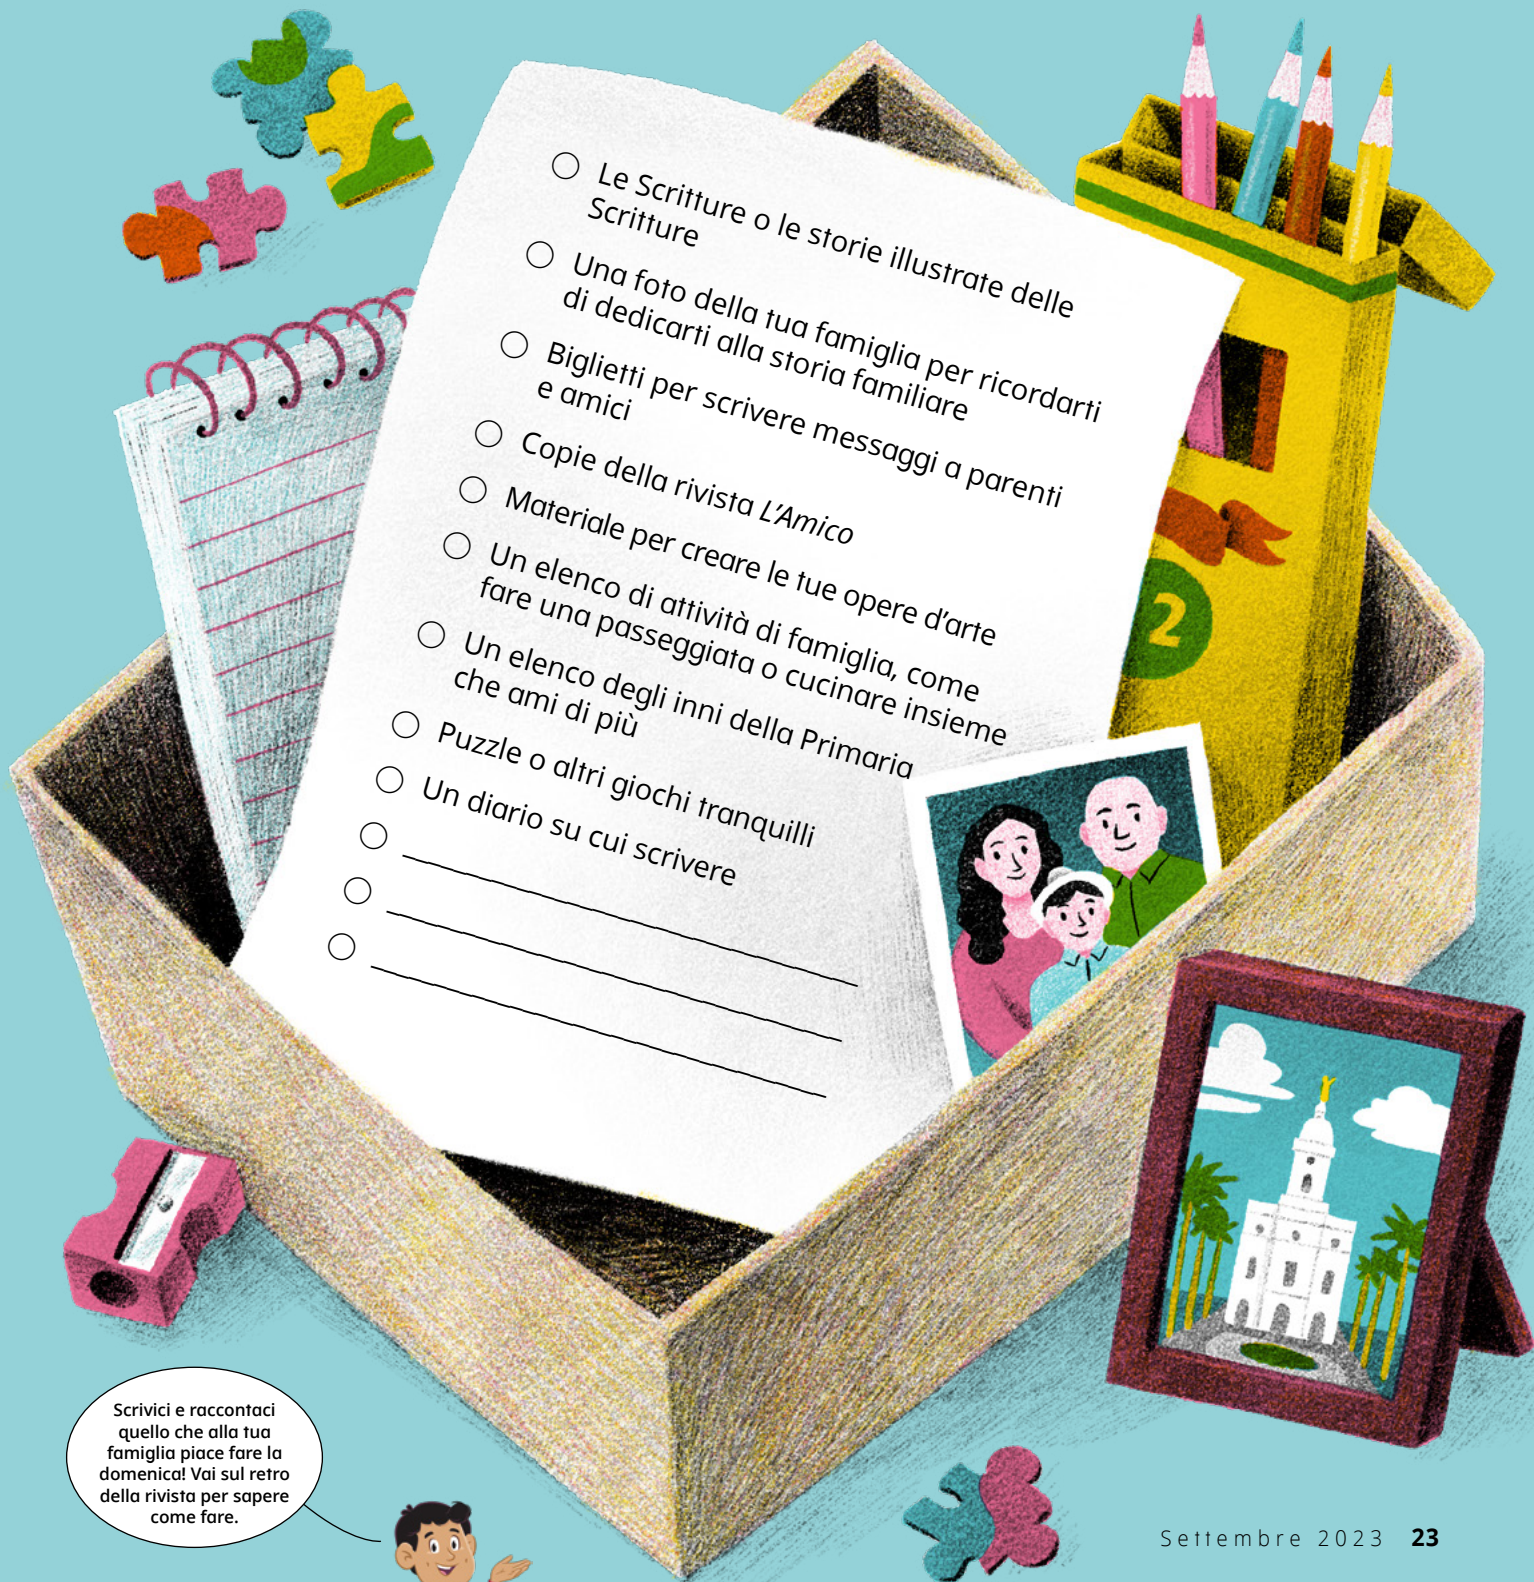 Le Scritture o le storie illustrate delle
Scritture
Una foto della tua famiglia per ricordarti
di dedicarti alla storia familiare
Biglietti per scrivere messaggi a parenti
e amici
Copie della rivista L'Amico
Materiale per creare le tue opere d'arte
Un elenco di attività di famiglia, come
fare una passeggiata o cucinare insieme
Un elenco degli inni della Primaria
che ami di più
Puzzle o altri giochi tranquilli
Un diario su cui scrivere
2
Scrivici e raccontaci
quello che alla tua
famiglia piace fare la
domenica! Vai sul retro
della rivista per sapere
come fare.
Settembre 2023 23